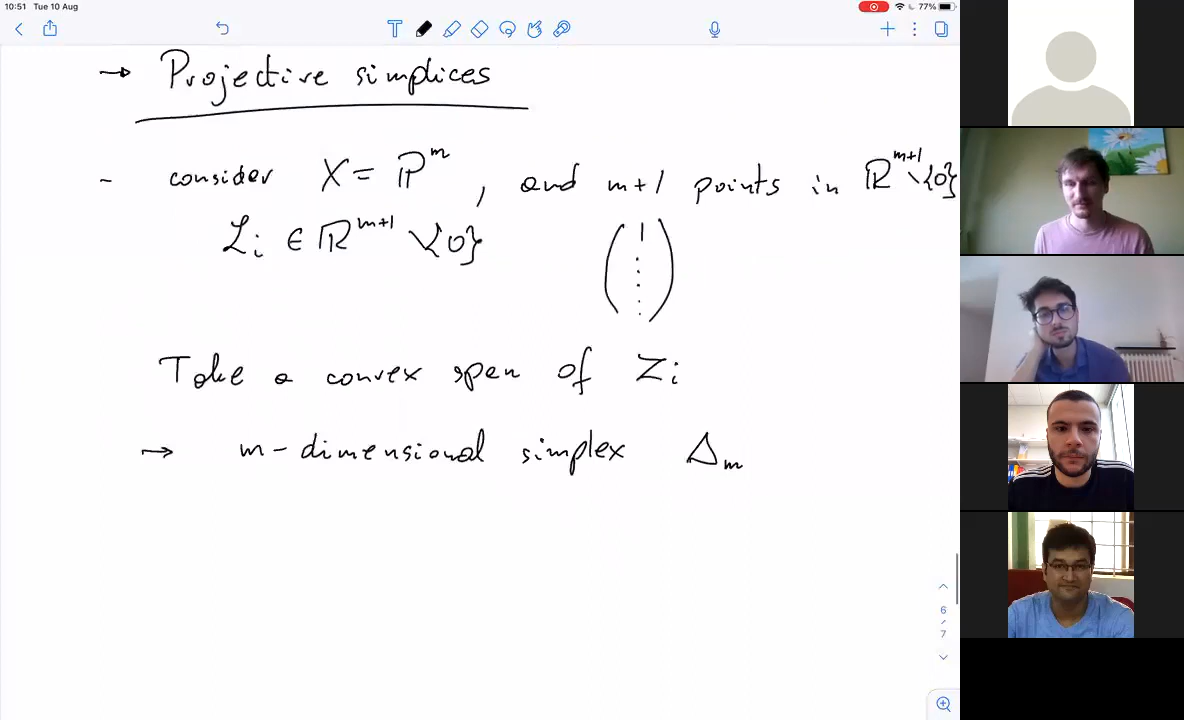 10:51 Tue 10 Aug
77%
→ Projective simplices
- consider X = ℙ^m , and m+1 points in ℝ^{m+1} \{0}
Z_i ∈ ℝ^{m+1} \{0} ( 1 ⋮ )
Take a convex span of Z_i
→ m-dimensional simplex Δ_m
6
/
7